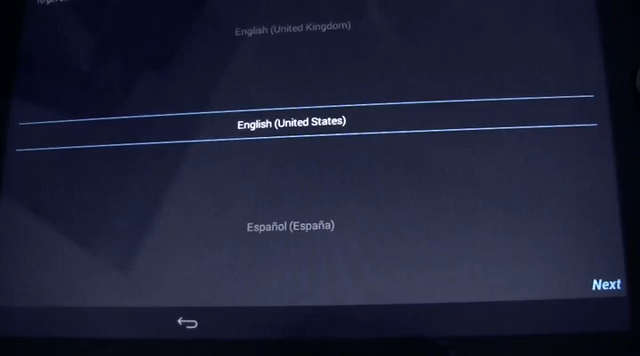 English (United Kingdom)
English (United States)
Español (España)
Next